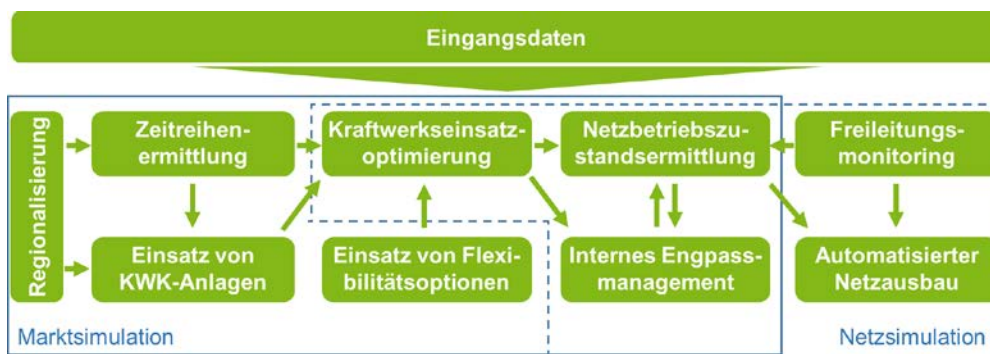 Eingangsdaten
Regionalisierung
Zeitreihen-
ermittlung
Kraftwerkseinsatz-
optimierung
Netzbetriebszu-
standsermittlung
Freileitungs-
monitoring
Einsatz von
KWK-Anlagen
Einsatz von Flexi-
bilitätsoptionen
Internes Engpass-
management
Automatisierter
Netzausbau
Marktsimulation
Netzsimulation